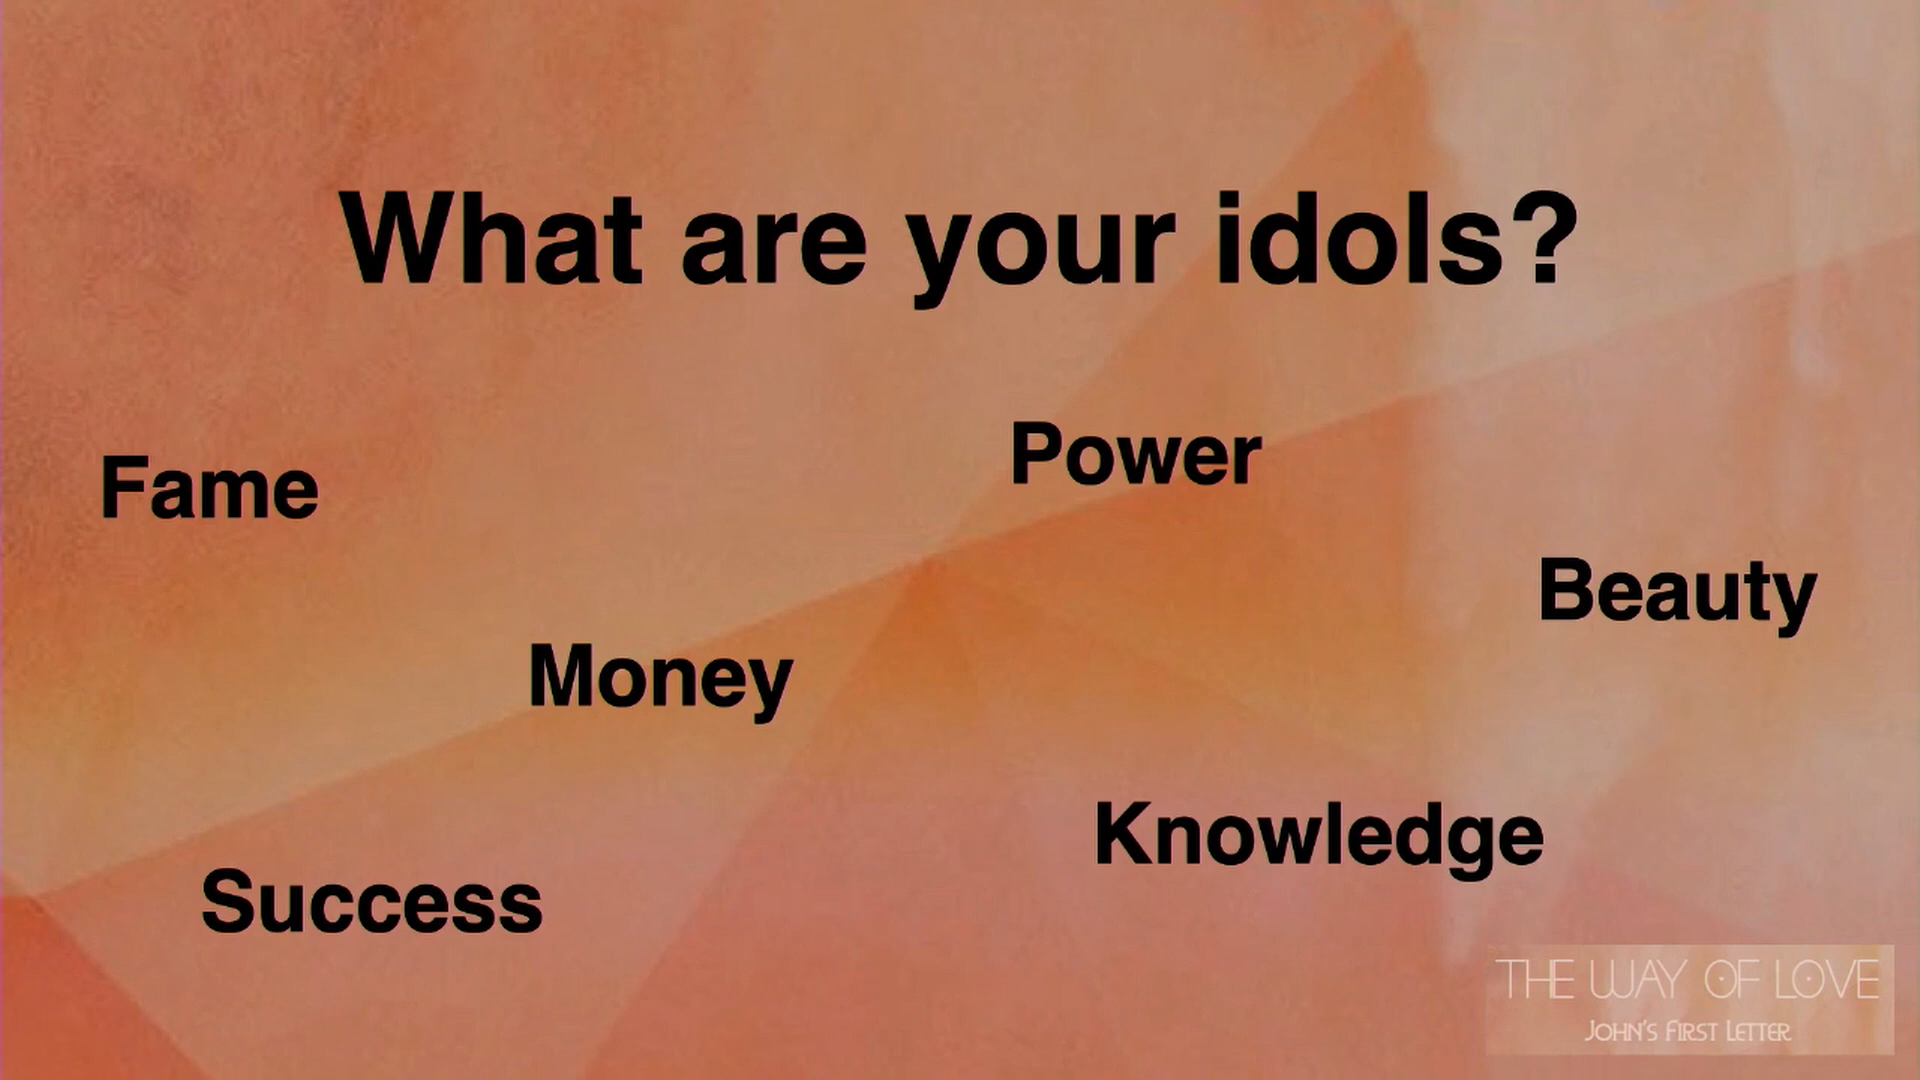 What are your idols?
Power
Fame
Beauty
Money
Knowledge
Success
THE WAY OF LOVE
JOHN'S FIRST LETTER